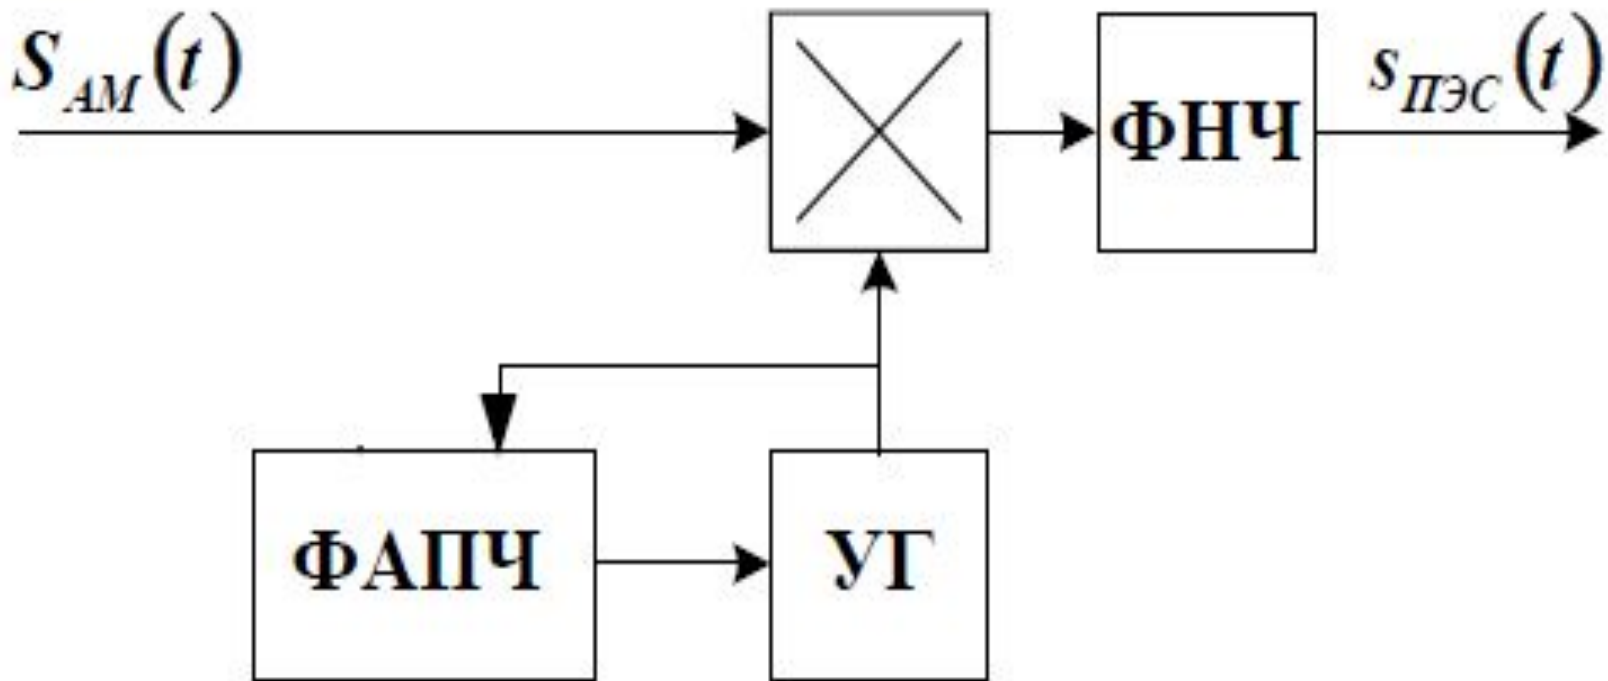 S_AM(t)
ФНЧ
s_ПЭС(t)
ФАПЧ
УГ